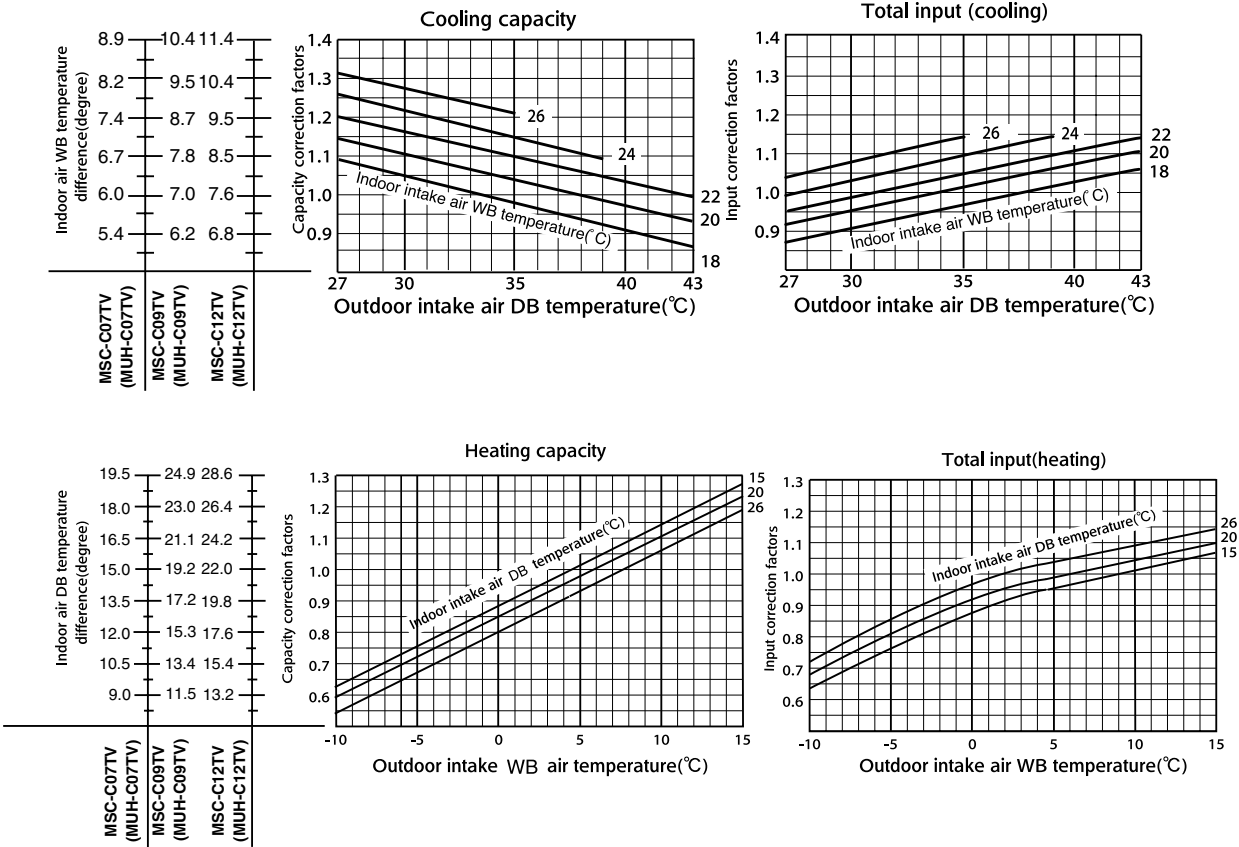 Cooling capacity
Total input (cooling)
Indoor air WB temperature
difference(degree)
8.9 10.4 11.4
8.2 9.5 10.4
7.4 8.7 9.5
6.7 7.8 8.5
6.0 7.0 7.6
5.4 6.2 6.8
MSC-C07TV
(MUH-C07TV)
MSC-C09TV
(MUH-C09TV)
MSC-C12TV
(MUH-C12TV)
Capacity correction factors
1.4
1.3
1.2
1.1
1.0
0.9
26
24
22
20
18
Indoor intake air WB temperature(°C)
27 30 35 40 43
Outdoor intake air DB temperature(°C)
Input correction factors
1.4
1.3
1.2
1.1
1.0
0.9
26
24
22
20
18
Indoor intake air WB temperature(°C)
27 30 35 40 43
Outdoor intake air DB temperature(°C)
Heating capacity
Total input(heating)
Indoor air DB temperature
difference(degree)
19.5 24.9 28.6
18.0 23.0 26.4
16.5 21.1 24.2
15.0 19.2 22.0
13.5 17.2 19.8
12.0 15.3 17.6
10.5 13.4 15.4
9.0 11.5 13.2
MSC-C07TV
(MUH-C07TV)
MSC-C09TV
(MUH-C09TV)
MSC-C12TV
(MUH-C12TV)
Capacity correction factors
1.3
1.2
1.1
1.0
0.9
0.8
0.7
0.6
15
20
26
Indoor intake air DB temperature(°C)
-10 -5 0 5 10 15
Outdoor intake WB air temperature(°C)
Input correction factors
1.3
1.2
1.1
1.0
0.9
0.8
0.7
0.6
26
20
15
Indoor intake air DB temperature(°C)
-10 -5 0 5 10 15
Outdoor intake air WB temperature(°C)